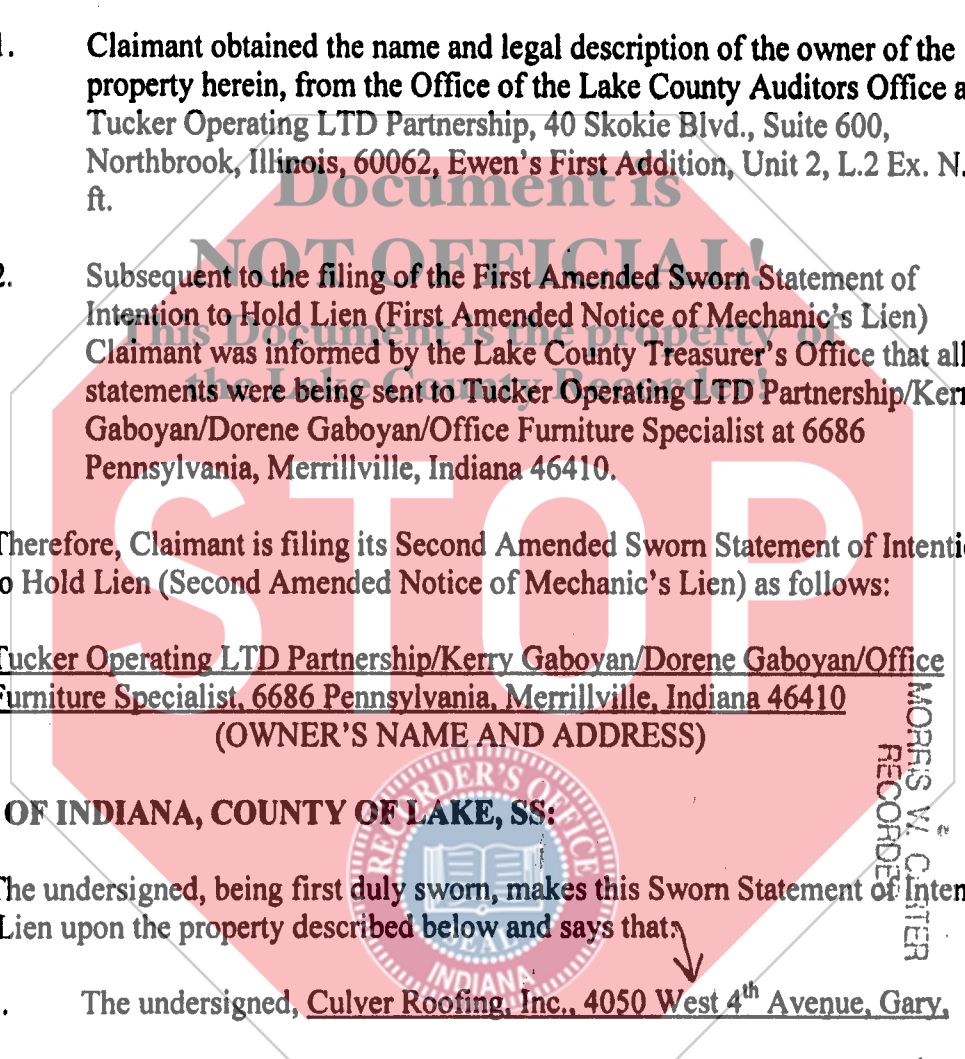 1. Claimant obtained the name and legal description of the owner of the
property herein, from the Office of the Lake County Auditors Office a
Tucker Operating LTD Partnership, 40 Skokie Blvd., Suite 600,
Northbrook, Illinois, 60062, Ewen's First Addition, Unit 2, L.2 Ex. N.
ft.
Document is
NOT OFFICIAL!
This Document is the property of
the Lake County Recorder!
2. Subsequent to the filing of the First Amended Sworn Statement of
Intention to Hold Lien (First Amended Notice of Mechanic's Lien)
Claimant was informed by the Lake County Treasurer's Office that all
statements were being sent to Tucker Operating LTD Partnership/Kerr
Gaboyan/Dorene Gaboyan/Office Furniture Specialist at 6686
Pennsylvania, Merrillville, Indiana 46410.
STOP
Therefore, Claimant is filing its Second Amended Sworn Statement of Intenti
o Hold Lien (Second Amended Notice of Mechanic's Lien) as follows:
Tucker Operating LTD Partnership/Kerry Gaboyan/Dorene Gaboyan/Office
Furniture Specialist, 6686 Pennsylvania, Merrillville, Indiana 46410
(OWNER'S NAME AND ADDRESS)
MORRIS W. CARTER
RECORDE
OF INDIANA, COUNTY OF LAKE, SS:
RECORDER'S OFFICE
SEAL
INDIANA
The undersigned, being first duly sworn, makes this Sworn Statement of Inten
Lien upon the property described below and says that:
. The undersigned, Culver Roofing, Inc., 4050 West 4th Avenue, Gary,